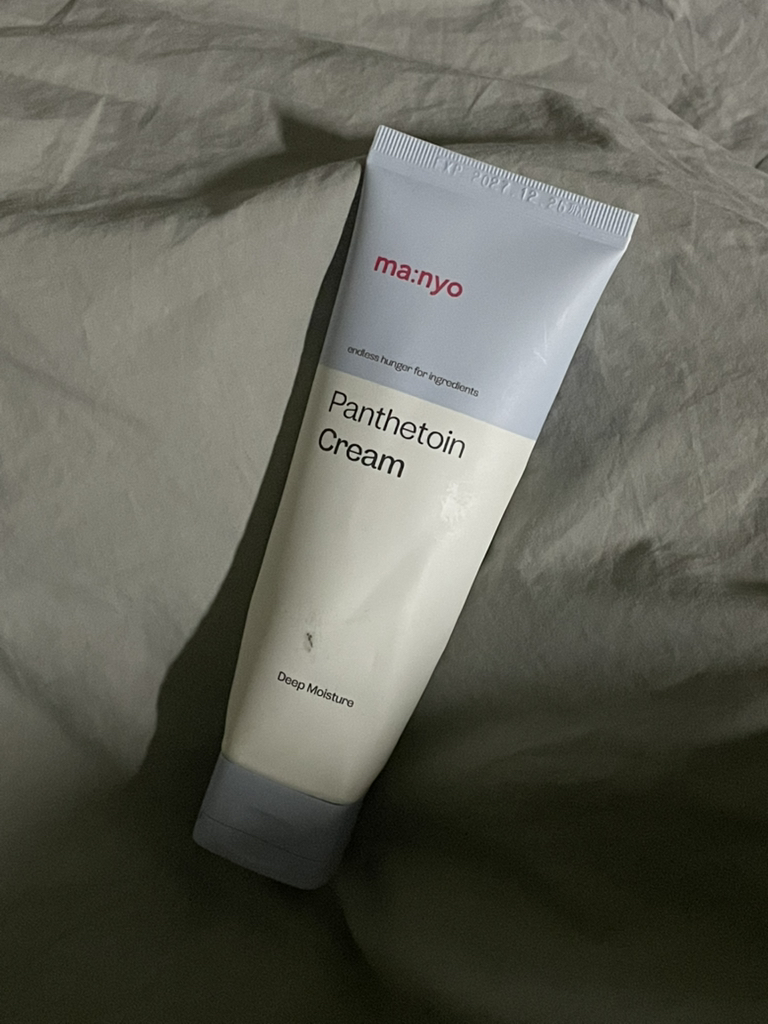 EXP 2027.12.26
ma:nyo
endless hunger for ingredients
Panthetoin
Cream
Deep Moisture